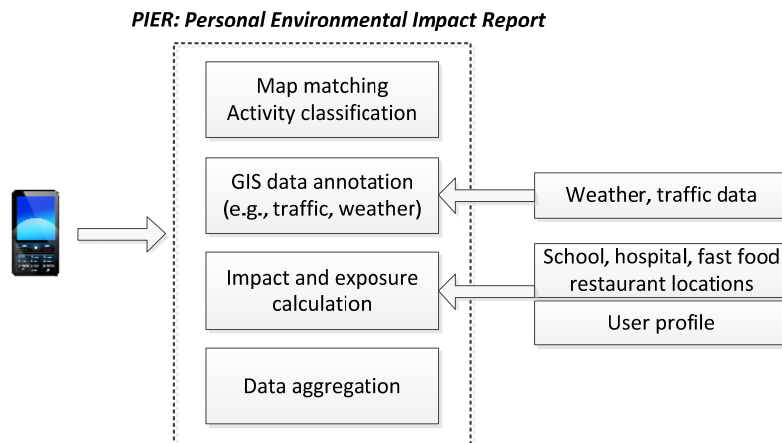 PIER: Personal Environmental Impact Report
Map matching
Activity classification
GIS data annotation
(e.g., traffic, weather)
Weather, traffic data
Impact and exposure
calculation
School, hospital, fast food
restaurant locations
User profile
Data aggregation